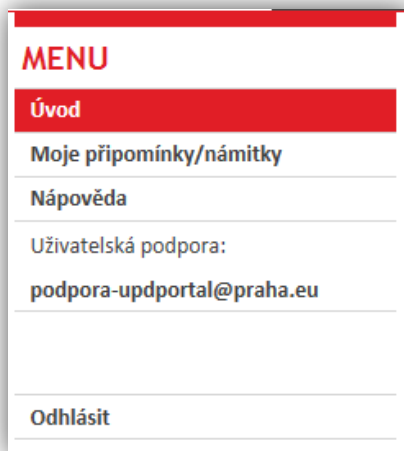 MENU
Úvod
Moje připomínky/námitky
Nápověda
Uživatelská podpora:
podpora-updportal@praha.eu
Odhlásit